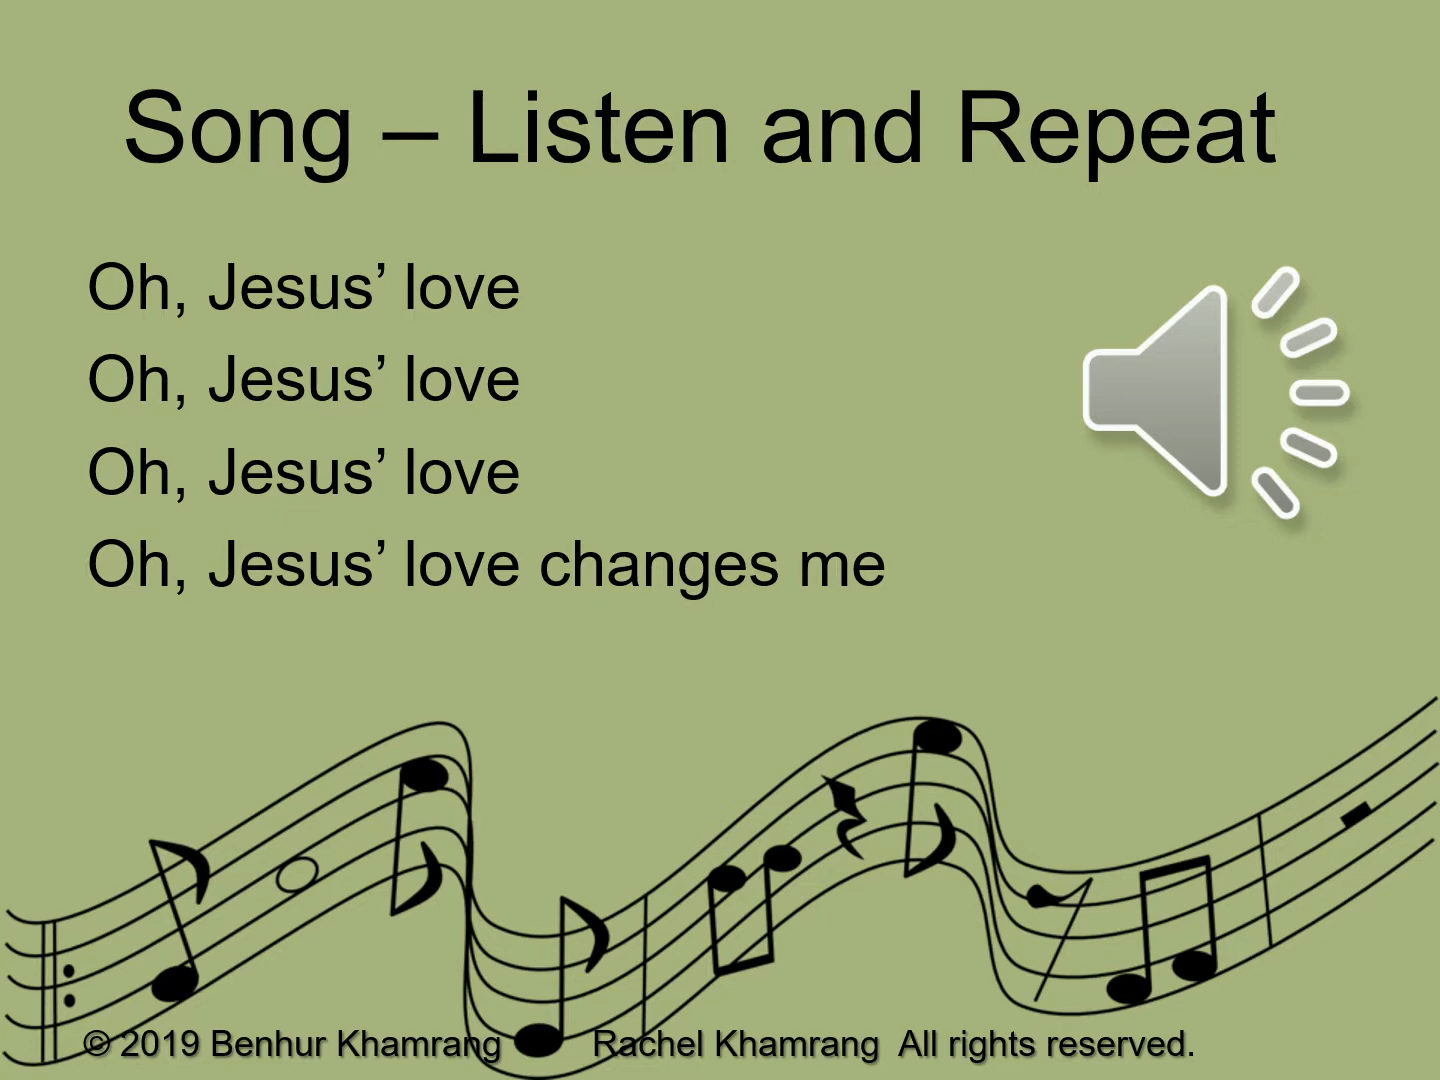 Song – Listen and Repeat
Oh, Jesus’ love
Oh, Jesus’ love
Oh, Jesus’ love
Oh, Jesus’ love changes me
© 2019 Benhur Khamrang Rachel Khamrang All rights reserved.